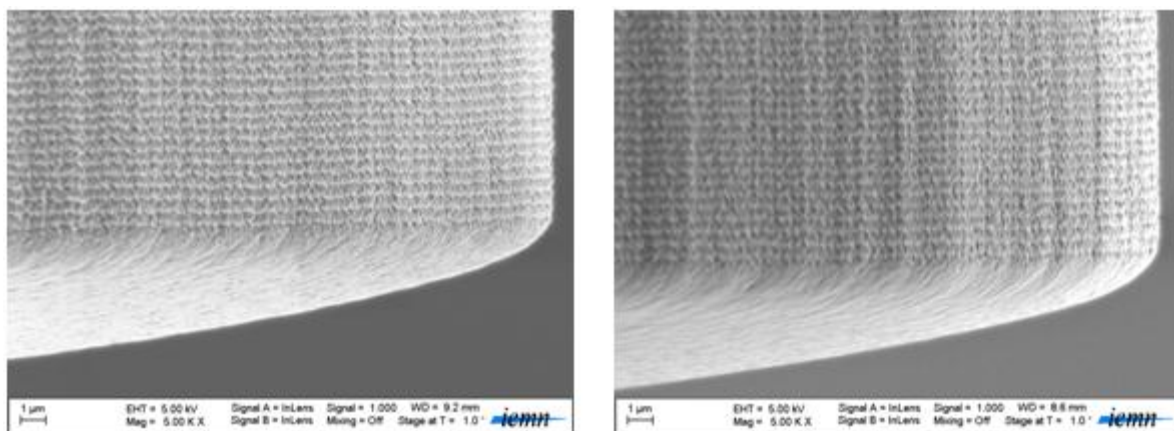 1 µm EHT = 5.00 kV Signal A = InLens Signal = 1.000 WD = 9.2 mm
Mag = 5.00 K X Signal B = InLens Mixing = Off Stage at T = 1.0 ° iemn
1 µm EHT = 5.00 kV Signal A = InLens Signal = 1.000 WD = 8.6 mm
Mag = 5.00 K X Signal B = InLens Mixing = Off Stage at T = 1.0 ° iemn